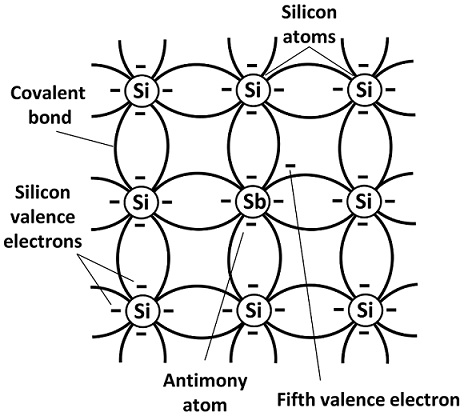 Silicon
atoms
Covalent
bond
Si
Si
Si
Silicon
valence
electrons
Si
Sb
Si
Si
Si
Si
Antimony
atom
Fifth valence electron